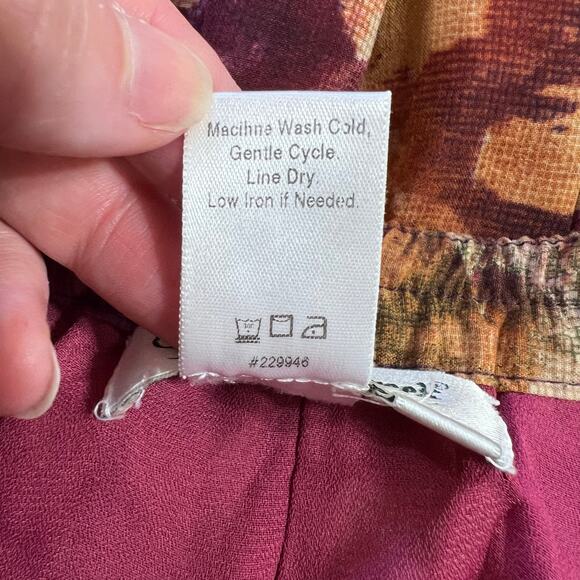 Macihne Wash Cold,
Gentle Cycle.
Line Dry
Low Iron if Needed.
#229946